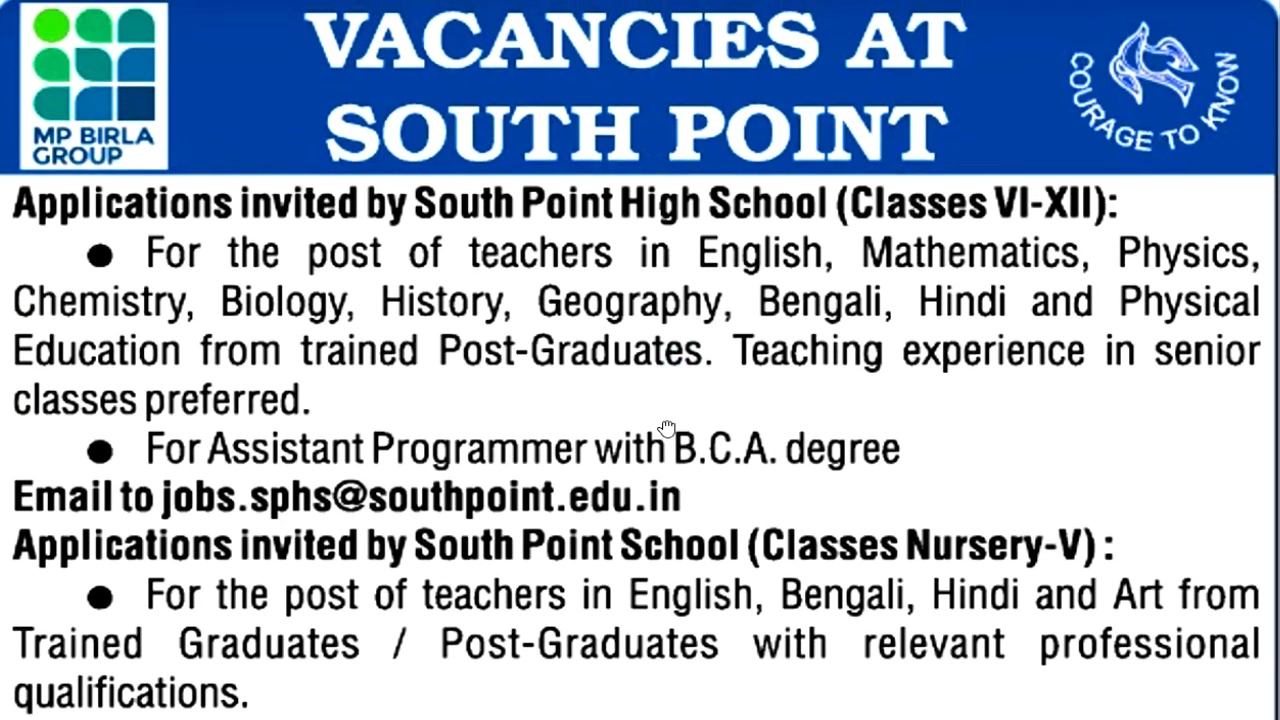 MP BIRLA
GROUP
VACANCIES AT
SOUTH POINT
COURAGE TO KNOW
Applications invited by South Point High School (Classes VI-XII):
● For the post of teachers in English, Mathematics, Physics,
Chemistry, Biology, History, Geography, Bengali, Hindi and Physical
Education from trained Post-Graduates. Teaching experience in senior
classes preferred.
● For Assistant Programmer with B.C.A. degree
Email to jobs.sphs@southpoint.edu.in
Applications invited by South Point School (Classes Nursery-V) :
● For the post of teachers in English, Bengali, Hindi and Art from
Trained Graduates / Post-Graduates with relevant professional
qualifications.